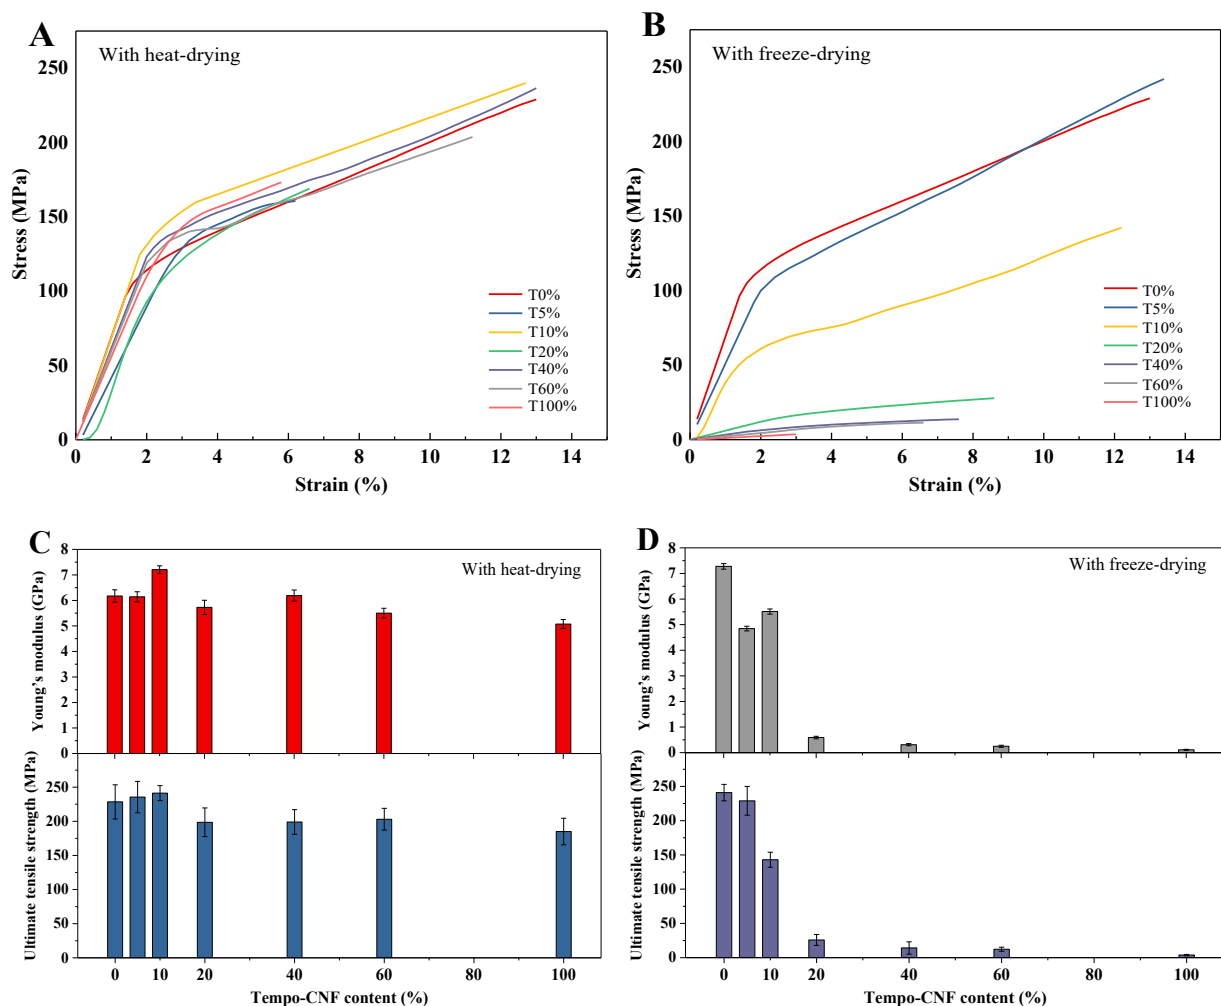 A
With heat-drying
Stress (MPa)
250
200
150
100
50
0
T0%
T5%
T10%
T20%
T40%
T60%
T100%
0 2 4 6 8 10 12 14
Strain (%)
B
With freeze-drying
Stress (MPa)
250
200
150
100
50
0
T0%
T5%
T10%
T20%
T40%
T60%
T100%
0 2 4 6 8 10 12 14
Strain (%)
C
With heat-drying
Young's modulus (GPa)
8
7
6
5
4
3
2
1
0
Ultimate tensile strength (MPa)
250
200
150
100
50
0
0 10 20 40 60 80 100
Tempo-CNF content (%)
D
With freeze-drying
Young's modulus (GPa)
8
7
6
5
4
3
2
1
0
Ultimate tensile strength (MPa)
250
200
150
100
50
0
0 10 20 40 60 80 100
Tempo-CNF content (%)